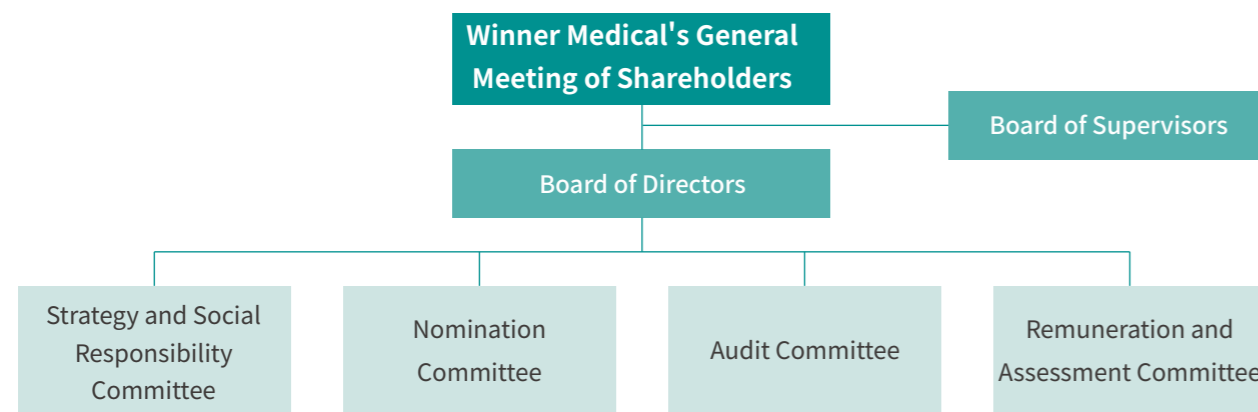 Winner Medical's General
Meeting of Shareholders
Board of Supervisors
Board of Directors
Strategy and Social
Responsibility
Committee
Nomination
Committee
Audit Committee
Remuneration and
Assessment Committee